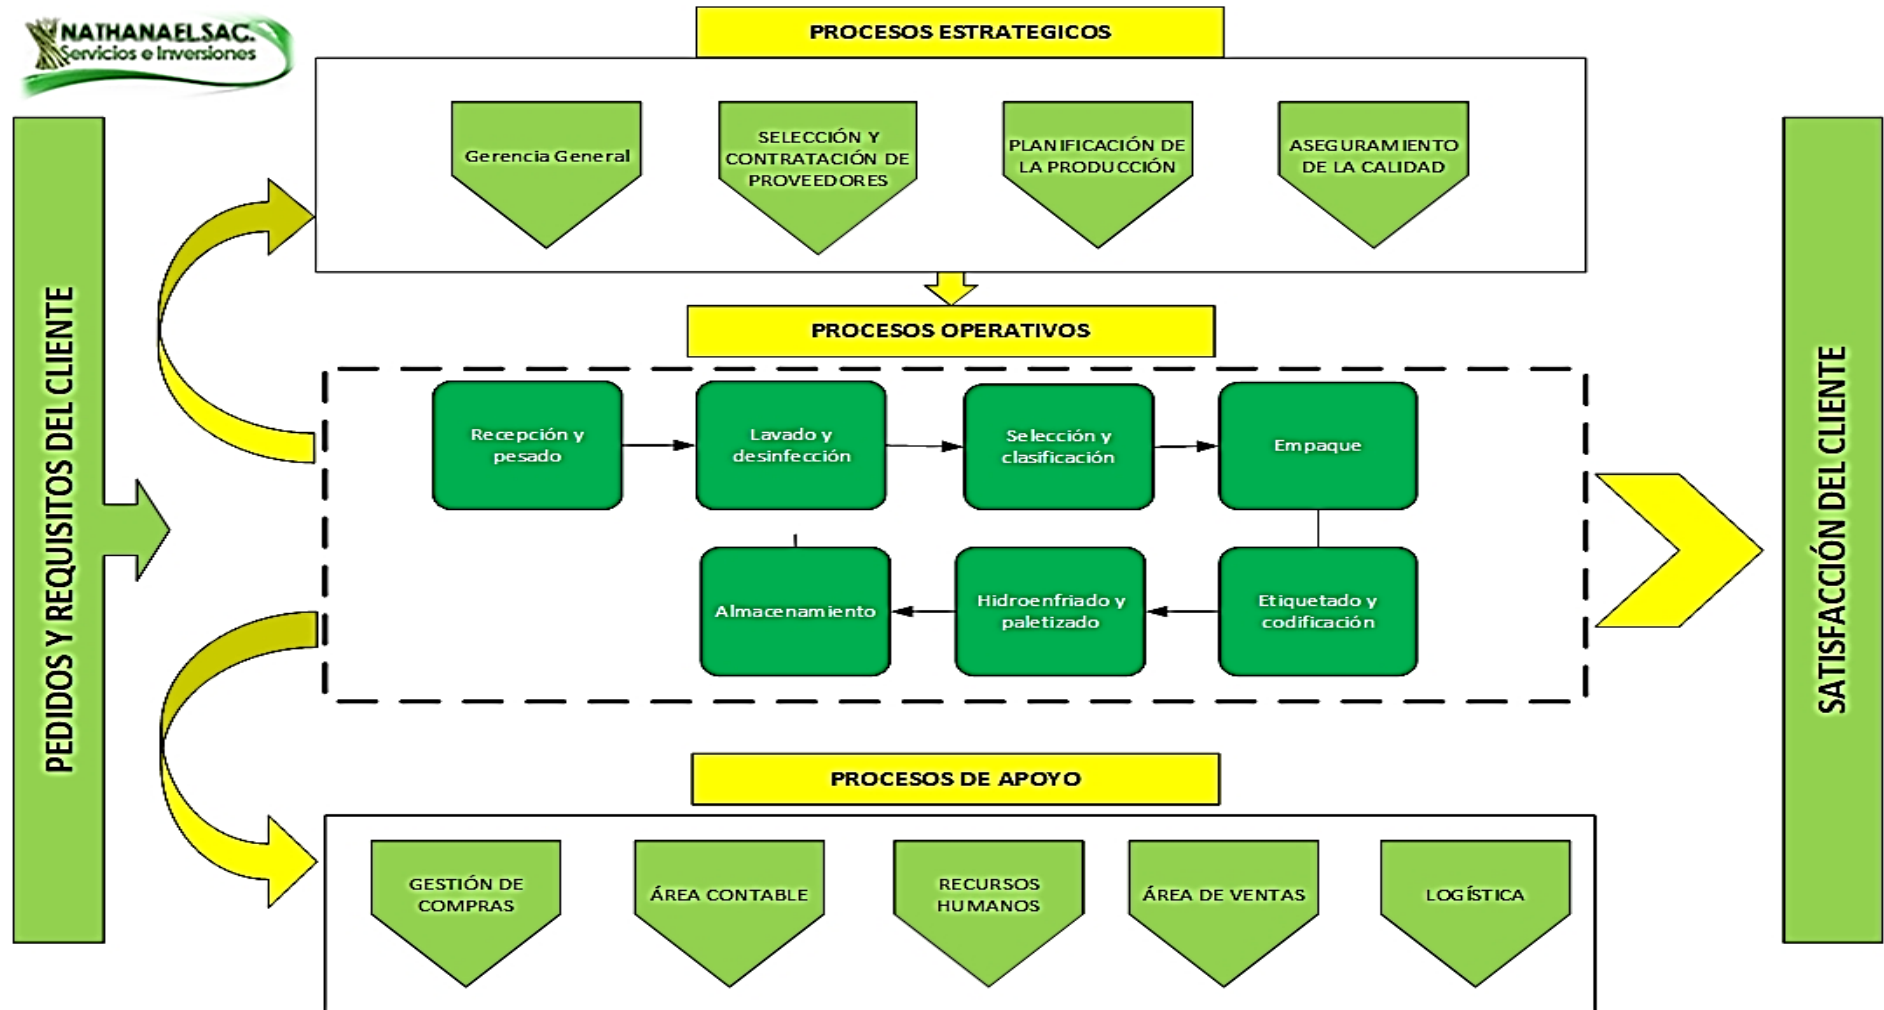 NATHANAEL SAC.
Servicios e Inversiones
PROCESOS ESTRATEGICOS
Gerencia General
SELECCIÓN Y
CONTRATACIÓN DE
PROVEEDORES
PLANIFICACIÓN DE
LA PRODUCCIÓN
ASEGURAMIENTO
DE LA CALIDAD
PEDIDOS Y REQUISITOS DEL CLIENTE
PROCESOS OPERATIVOS
Recepción y
pesado
Lavado y
desinfección
Selección y
clasificación
Empaque
Almacenamiento
Hidroenfriado y
paletizado
Etiquetado y
codificación
SATISFACCIÓN DEL CLIENTE
PROCESOS DE APOYO
GESTIÓN DE
COMPRAS
ÁREA CONTABLE
RECURSOS
HUMANOS
ÁREA DE VENTAS
LOGÍSTICA